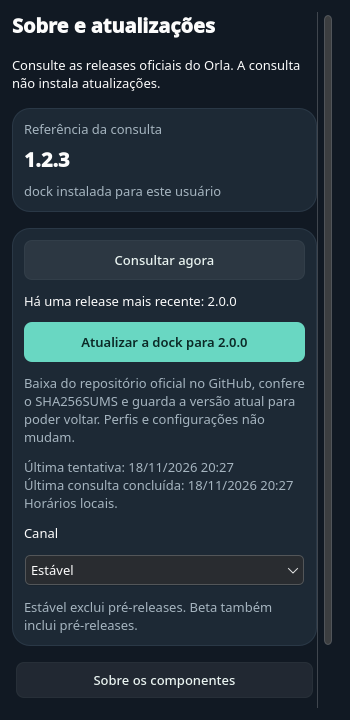 Sobre e atualizações
Consulte as releases oficiais do Orla. A consulta
não instala atualizações.
Referência da consulta
1.2.3
dock instalada para este usuário
Consultar agora
Há uma release mais recente: 2.0.0
Atualizar a dock para 2.0.0
Baixa do repositório oficial no GitHub, confere
o SHA256SUMS e guarda a versão atual para
poder voltar. Perfis e configurações não
mudam.
Última tentativa: 18/11/2026 20:27
Última consulta concluída: 18/11/2026 20:27
Horários locais.
Canal
Estável
Estável exclui pré-releases. Beta também
inclui pré-releases.
Sobre os componentes